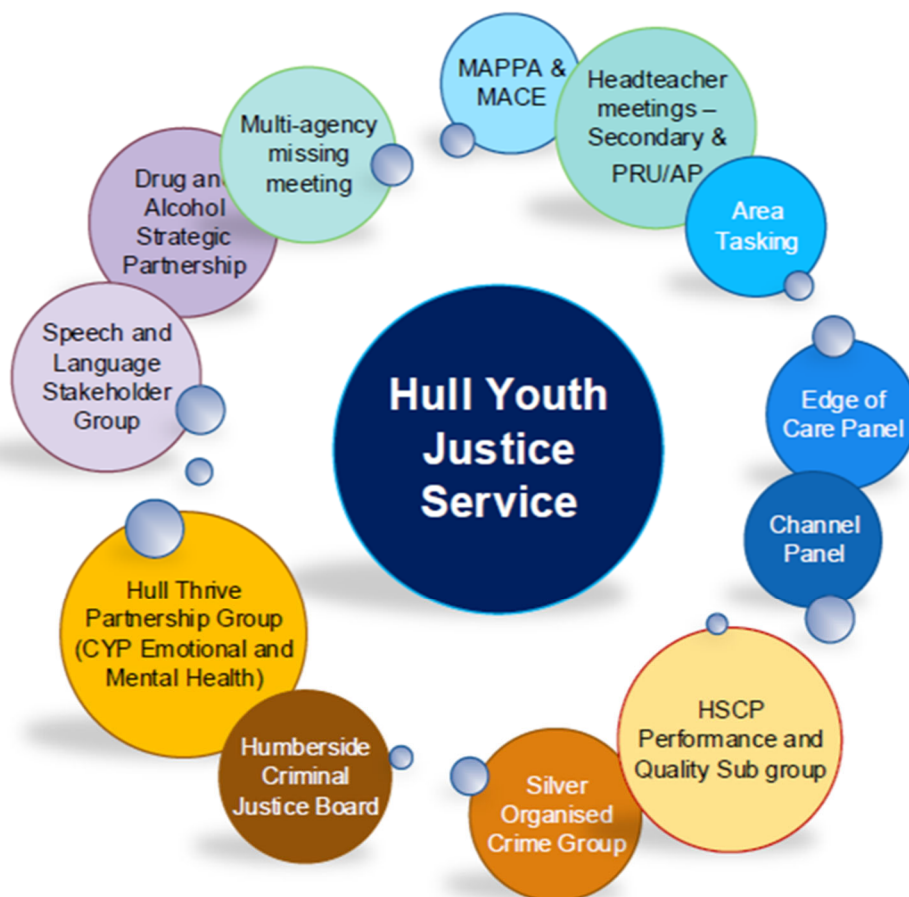 MAPPA &
MACE
Headteacher
meetings –
Secondary &
PRU/AP
Area
Tasking
Edge of
Care Panel
Channel
Panel
HSCP
Performance and
Quality Sub group
Silver
Organised
Crime Group
Humberside
Criminal
Justice Board
Hull Thrive
Partnership Group
(CYP Emotional and
Mental Health)
Speech and
Language
Stakeholder
Group
Drug and
Alcohol
Strategic
Partnership
Multi-agency
missing
meeting
Hull Youth
Justice
Service